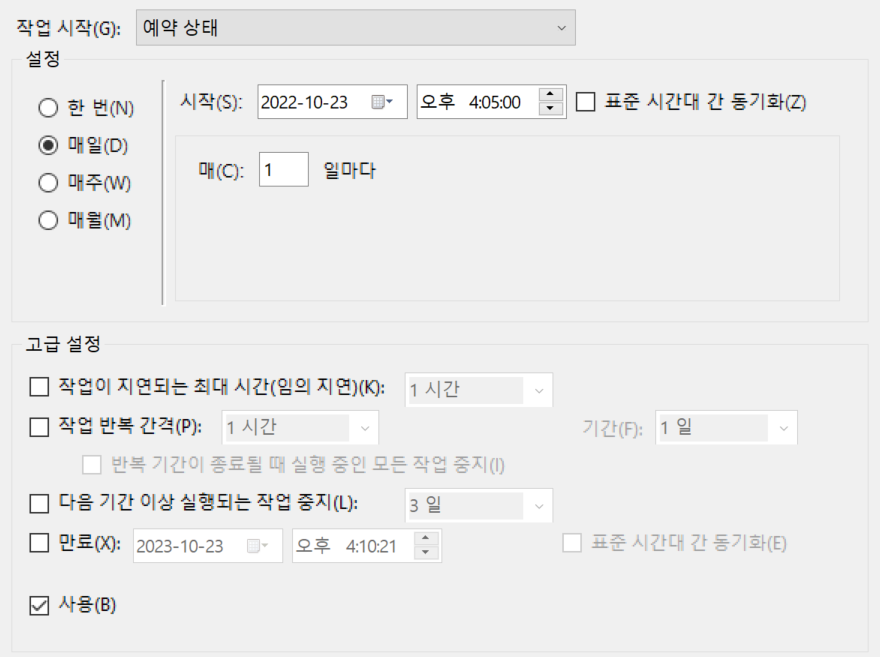 작업 시작(G): 예약 상태
설정
한 번(N)
매일(D)
매주(W)
매월(M)
시작(S): 2022-10-23 오후 4:05:00 표준 시간대 간 동기화(Z)
매(C): 1 일마다
고급 설정
작업이 지연되는 최대 시간(임의 지연)(K): 1 시간
작업 반복 간격(P): 1 시간 기간(F): 1 일
반복 기간이 종료될 때 실행 중인 모든 작업 중지(I)
다음 기간 이상 실행되는 작업 중지(L): 3 일
만료(X): 2023-10-23 오후 4:10:21 표준 시간대 간 동기화(E)
사용(B)